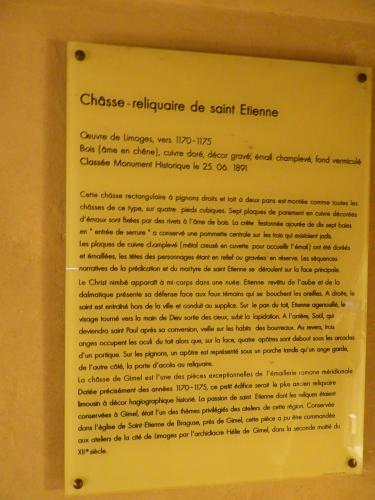 Châsse-reliquaire de saint Etienne
Œuvre de Limoges, vers 1170-1175
Bois (âme en chêne), cuivre doré, décor gravé, émail champlevé, fond vermiculé
Classée Monument Historique le 25. 06. 1891
Cette châsse rectangulaire à pignons droits et toit à deux pans est montée comme toutes les
châsses de ce type, sur quatre pieds cubiques. Sept plaques de parement en cuivre décorées
d'émaux sont fixées par des rivets à l'âme de bois. La crête festonnée ajourée de dix sept baies
en " entrée de serrure " a conservé une pommette centrale sur les trois qui existaient jadis.
Les plaques de cuivre champlevé (métal creusé en cuvette pour accueillir l'émail) ont été dorées
et émaillées, les têtes des personnages étant en relief ou gravées en réserve. Les séquences
narratives de la prédication et du martyre de saint Etienne se déroulent sur la face principale.
Le Christ nimbé apparaît à mi-corps dans une nuée. Etienne revêtu de l'aube et de la
dalmatique présente sa défense face aux faux témoins qui se bouchent les oreilles. A droite, le
saint est entraîné hors de la ville et conduit au supplice. Sur le pan du toit, Etienne agenouillé, le
visage tourné vers la main de Dieu sortie des cieux, subit la lapidation. A l'arrière, Saül, qui
deviendra saint Paul après sa conversion, veille sur les habits des bourreaux. Au revers, trois
anges occupent les oculi du toit alors que, sur la face, quatre apôtres sont debout sous les arcades
d'un portique. Sur les pignons, un apôtre est représenté sous un porche tandis qu'un ange garde,
de l'autre côté, la porte d'accès au reliquaire.
La châsse de Gimel est l'une des pièces exceptionnelles de l'émaillerie romane méridionale.
Datée précisément des années 1170-1175, ce petit édifice serait le plus ancien reliquaire
limousin à décor hagiographique historié. La passion de saint Etienne dont les reliques étaient
conservées à Gimel, était l'un des thèmes privilégiés des ateliers de cette région. Conservée
dans l'église de Saint Etienne de Braguse, près de Gimel, cette pièce a pu être commandée
aux ateliers de la cité de Limoges par l'archidiacre Hélie de Gimel, dans la seconde moitié du
XIIe siècle.